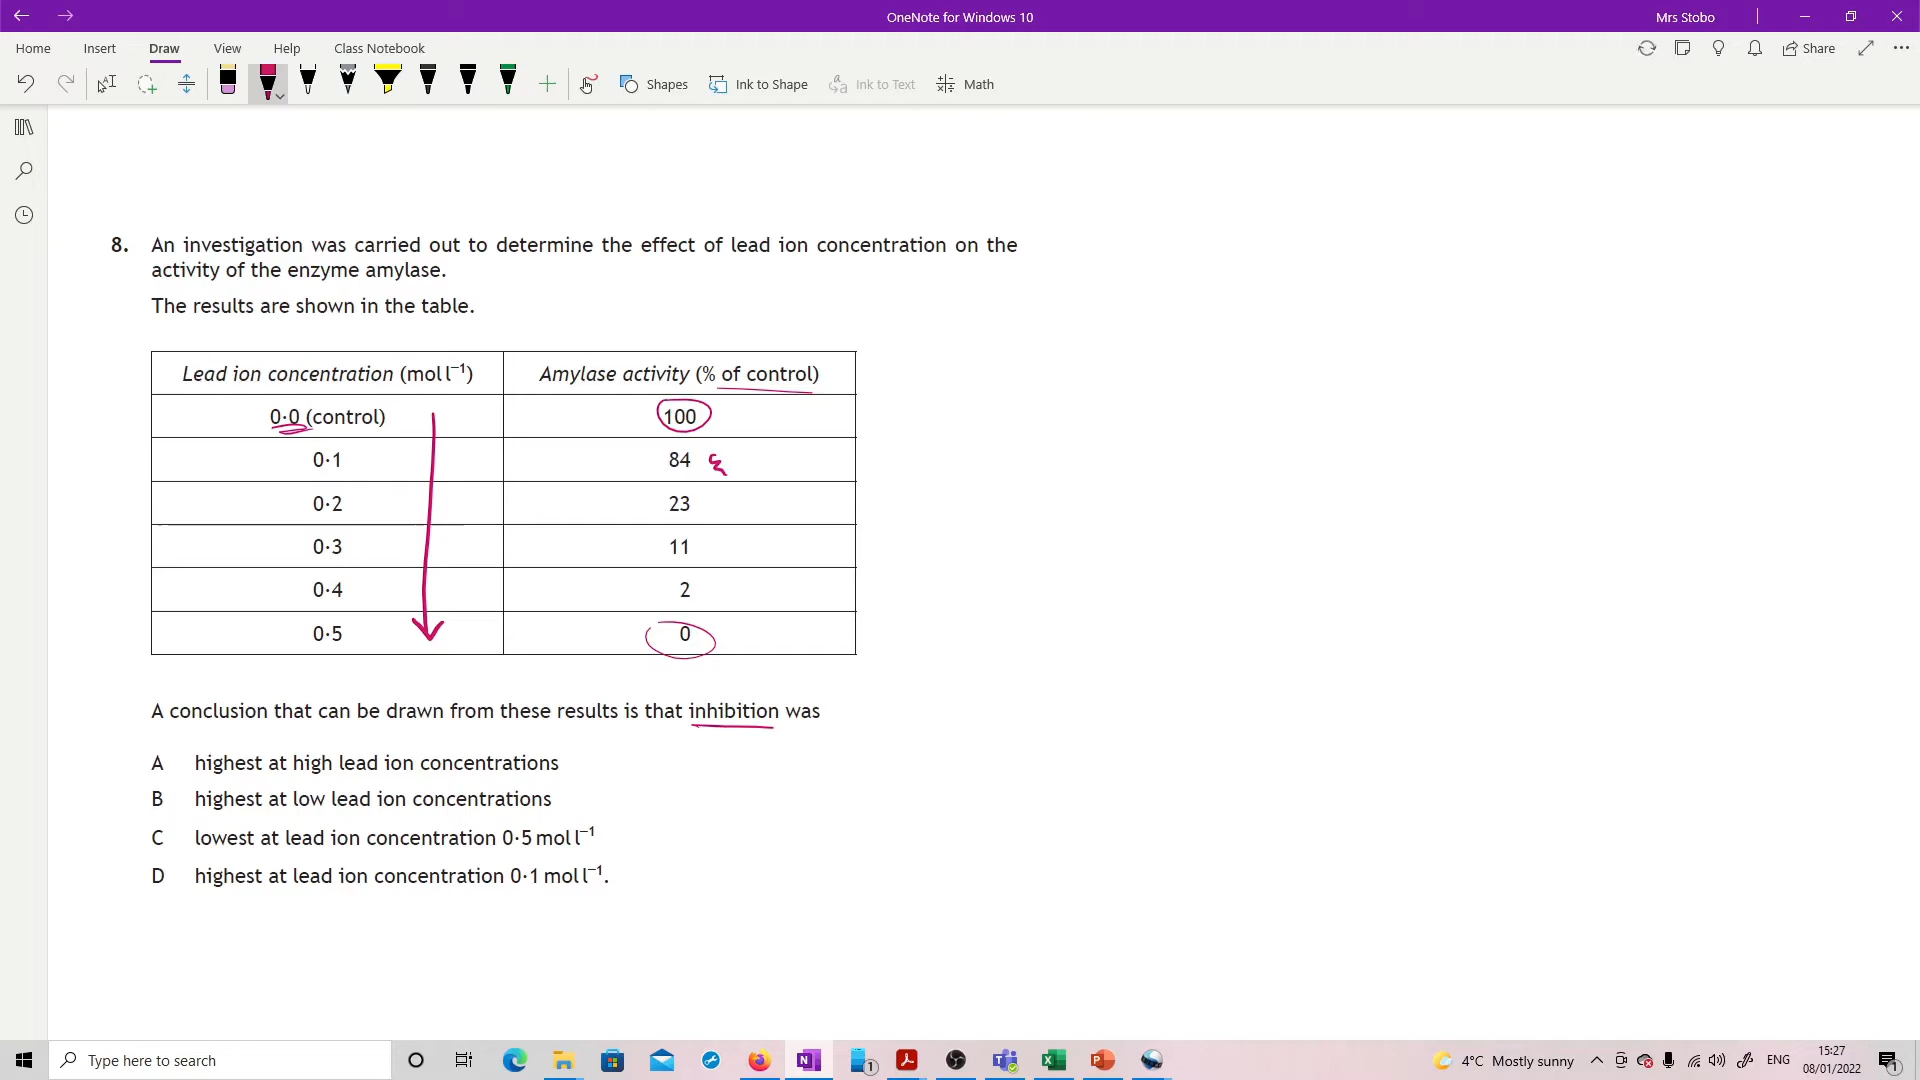 OneNote for Windows 10
Mrs Stobo
Home Insert Draw View Help Class Notebook
Share
Shapes Ink to Shape Ink to Text Math
8. An investigation was carried out to determine the effect of lead ion concentration on the
activity of the enzyme amylase.
The results are shown in the table.
Lead ion concentration (mol l⁻¹) Amylase activity (% of control)
0·0 (control) 100
0·1 84
0·2 23
0·3 11
0·4 2
0·5 0
A conclusion that can be drawn from these results is that inhibition was
A highest at high lead ion concentrations
B highest at low lead ion concentrations
C lowest at lead ion concentration 0·5 mol l⁻¹
D highest at lead ion concentration 0·1 mol l⁻¹.
Type here to search
4°C Mostly sunny
ENG
15:27
08/01/2022